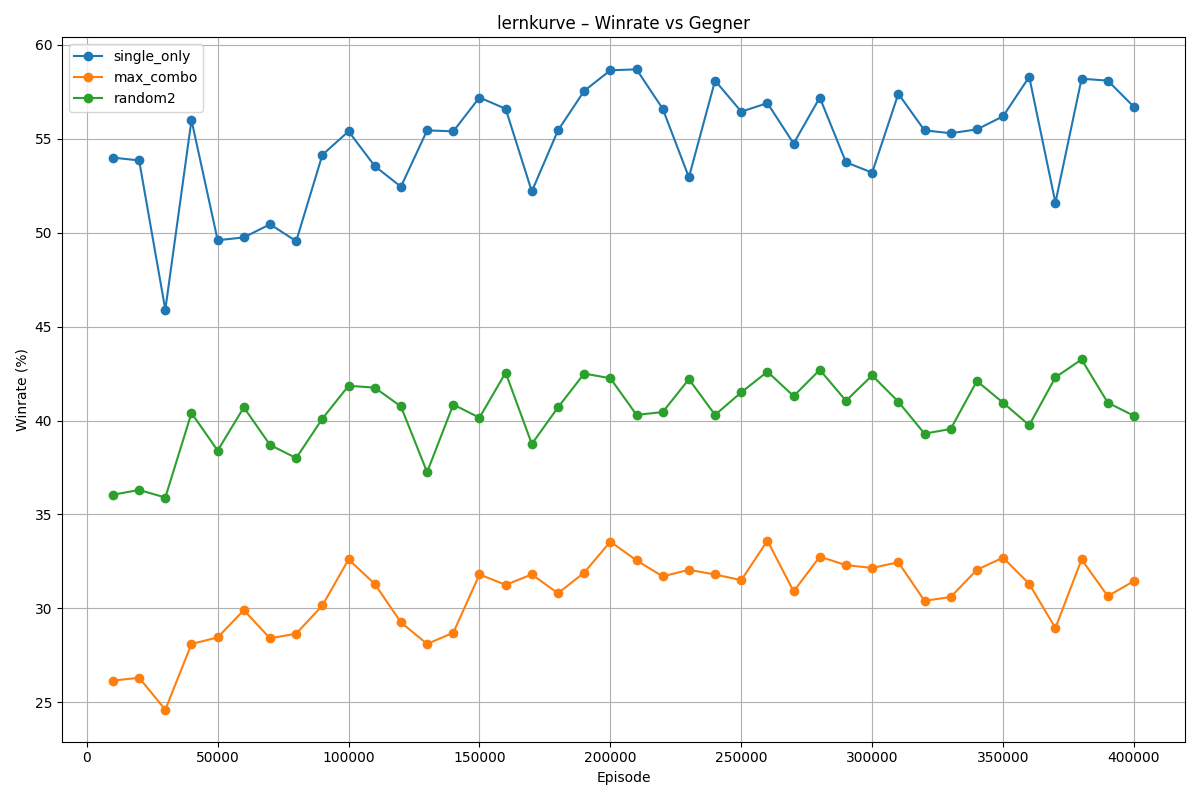 lernkurve – Winrate vs Gegner
single_only
max_combo
random2
Winrate (%)
60
55
50
45
40
35
30
25
0 50000 100000 150000 200000 250000 300000 350000 400000
Episode